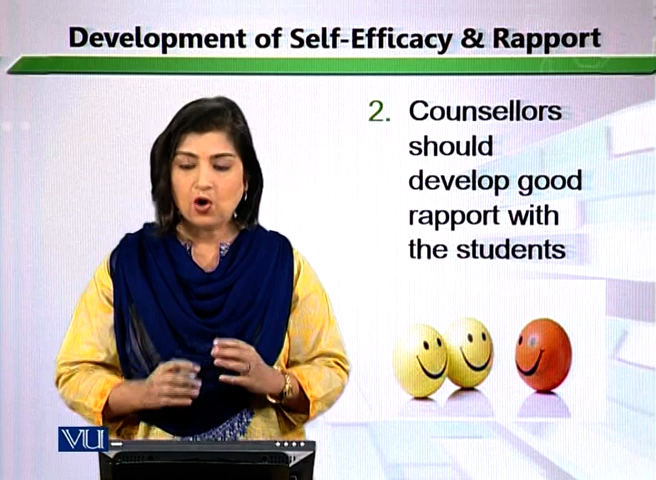 Development of Self-Efficacy & Rapport
2. Counsellors
should
develop good
rapport with
the students
VU